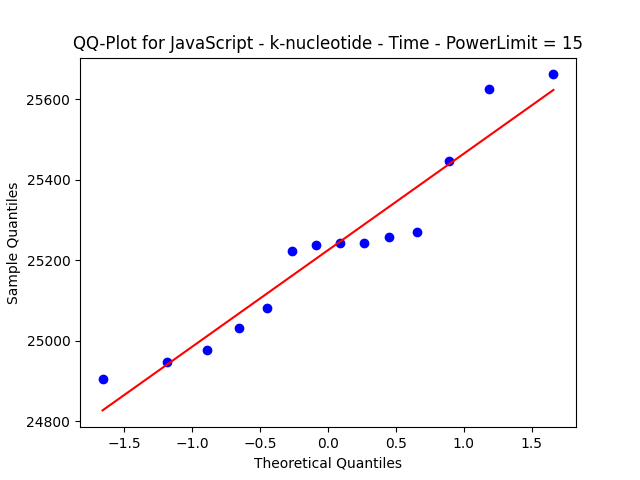 QQ-Plot for JavaScript - k-nucleotide - Time - PowerLimit = 15
Sample Quantiles
25600
25400
25200
25000
24800
−1.5 −1.0 −0.5 0.0 0.5 1.0 1.5
Theoretical Quantiles